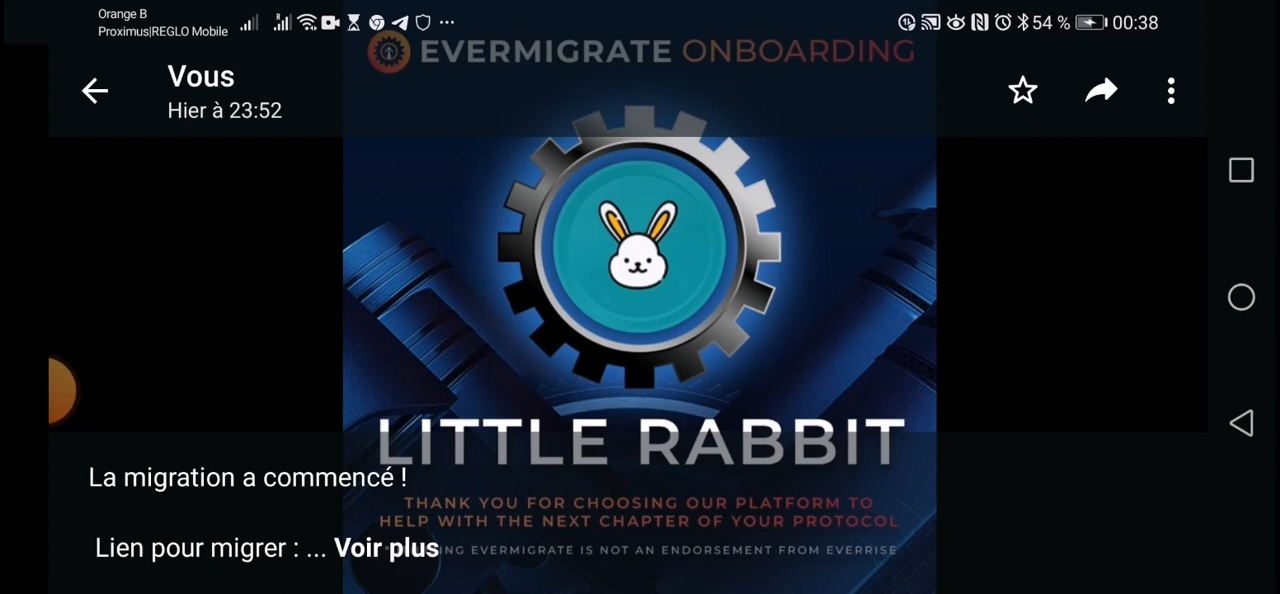 Orange B
Proximus|REGLO Mobile
54 %
00:38
EVERMIGRATE ONBOARDING
Vous
Hier à 23:52
LITTLE RABBIT
La migration a commencé !
THANK YOU FOR CHOOSING OUR PLATFORM TO
HELP WITH THE NEXT CHAPTER OF YOUR PROTOCOL
Lien pour migrer : ... Voir plus
EVERMIGRATE IS NOT AN ENDORSEMENT FROM EVERRISE